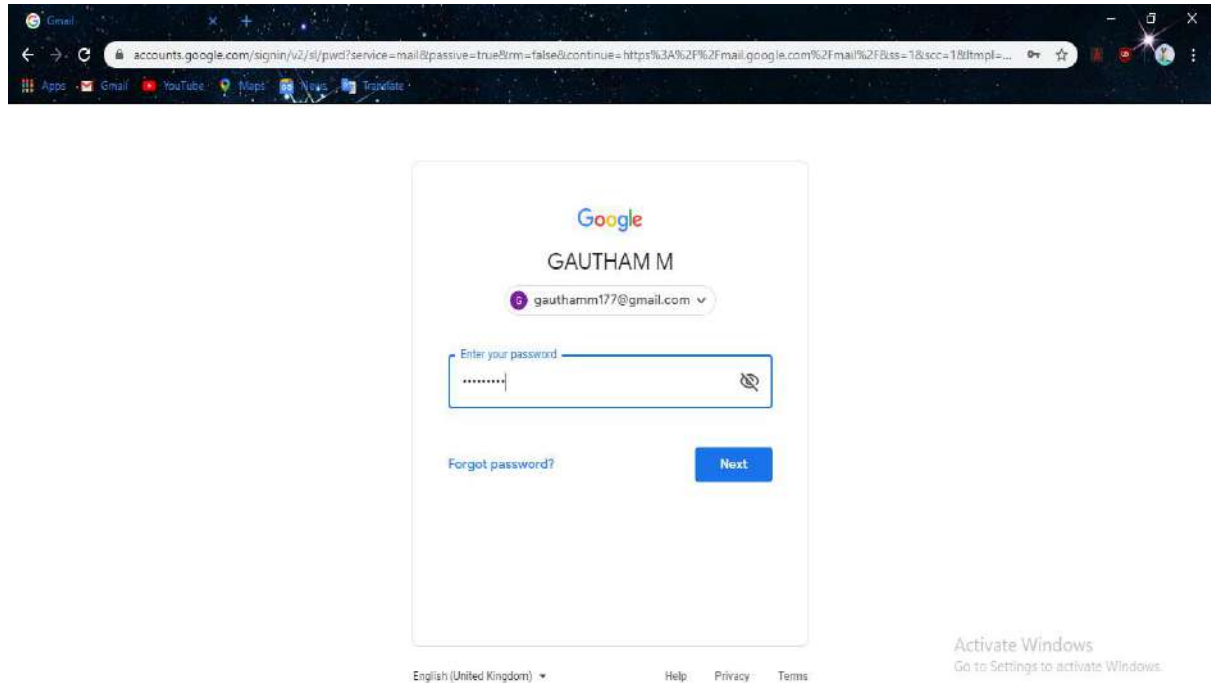 Gmail
accounts.google.com/signin/v2/sl/pwd?service=mail&passive=true&rm=false&continue=https%3A%2F%2Fmail.google.com%2Fmail%2F&ss=1&scc=1&ltmpl=...
Apps Gmail YouTube Maps News Translate
Google
GAUTHAM M
G gauthamm177@gmail.com
Enter your password
•••••••••
Forgot password? Next
Activate Windows
Go to Settings to activate Windows.
English (United Kingdom) Help Privacy Terms